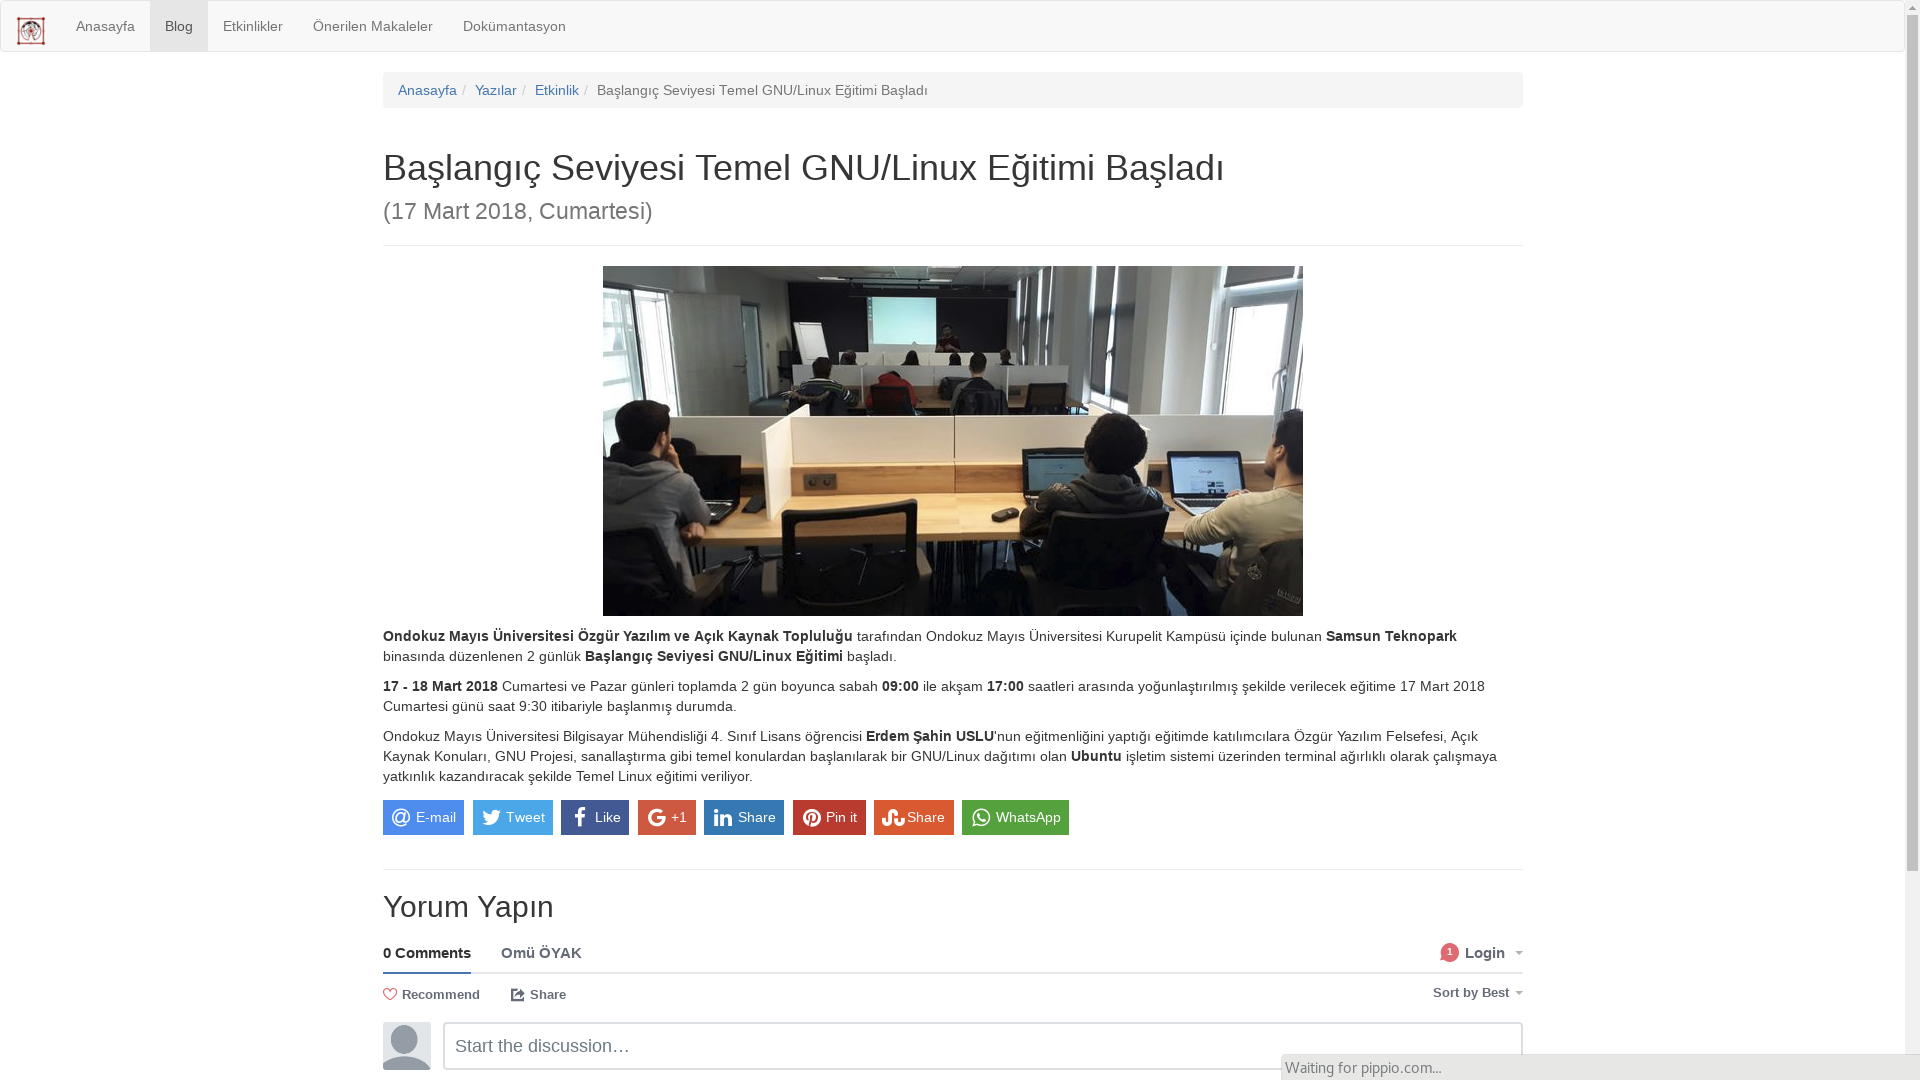 Anasayfa Blog Etkinlikler Önerilen Makaleler Dokümantasyon
Anasayfa / Yazılar / Etkinlik / Başlangıç Seviyesi Temel GNU/Linux Eğitimi Başladı
Başlangıç Seviyesi Temel GNU/Linux Eğitimi Başladı
(17 Mart 2018, Cumartesi)
Google
Ondokuz Mayıs Üniversitesi Özgür Yazılım ve Açık Kaynak Topluluğu tarafından Ondokuz Mayıs Üniversitesi Kurupelit Kampüsü içinde bulunan Samsun Teknopark
binasında düzenlenen 2 günlük Başlangıç Seviyesi GNU/Linux Eğitimi başladı.
17 - 18 Mart 2018 Cumartesi ve Pazar günleri toplamda 2 gün boyunca sabah 09:00 ile akşam 17:00 saatleri arasında yoğunlaştırılmış şekilde verilecek eğitime 17 Mart 2018
Cumartesi günü saat 9:30 itibariyle başlanmış durumda.
Ondokuz Mayıs Üniversitesi Bilgisayar Mühendisliği 4. Sınıf Lisans öğrencisi Erdem Şahin USLU'nun eğitmenliğini yaptığı eğitimde katılımcılara Özgür Yazılım Felsefesi, Açık
Kaynak Konuları, GNU Projesi, sanallaştırma gibi temel konulardan başlanılarak bir GNU/Linux dağıtımı olan Ubuntu işletim sistemi üzerinden terminal ağırlıklı olarak çalışmaya
yatkınlık kazandıracak şekilde Temel Linux eğitimi veriliyor.
E-mail Tweet Like +1 Share Pin it Share WhatsApp
Yorum Yapın
0 Comments Omü ÖYAK 1 Login
Recommend Share Sort by Best
Start the discussion…
Waiting for pippio.com...